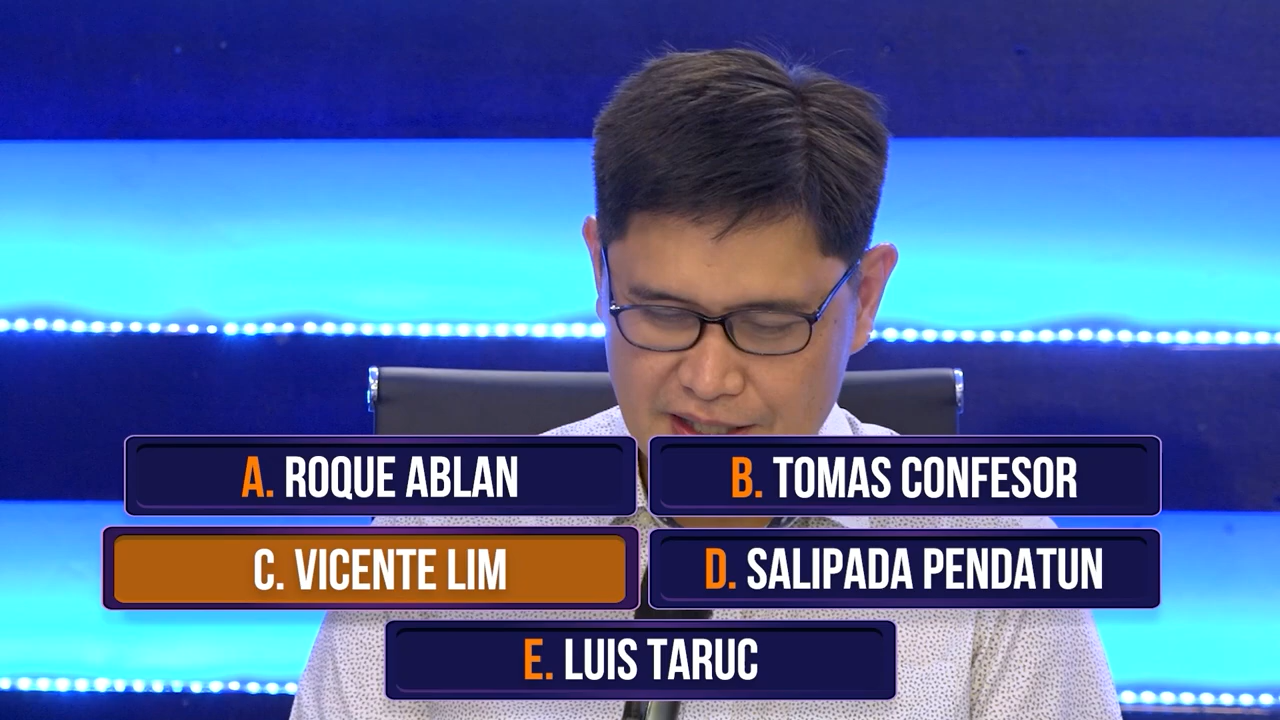 A. ROQUE ABLAN
B. TOMAS CONFESOR
C. VICENTE LIM
D. SALIPADA PENDATUN
E. LUIS TARUC